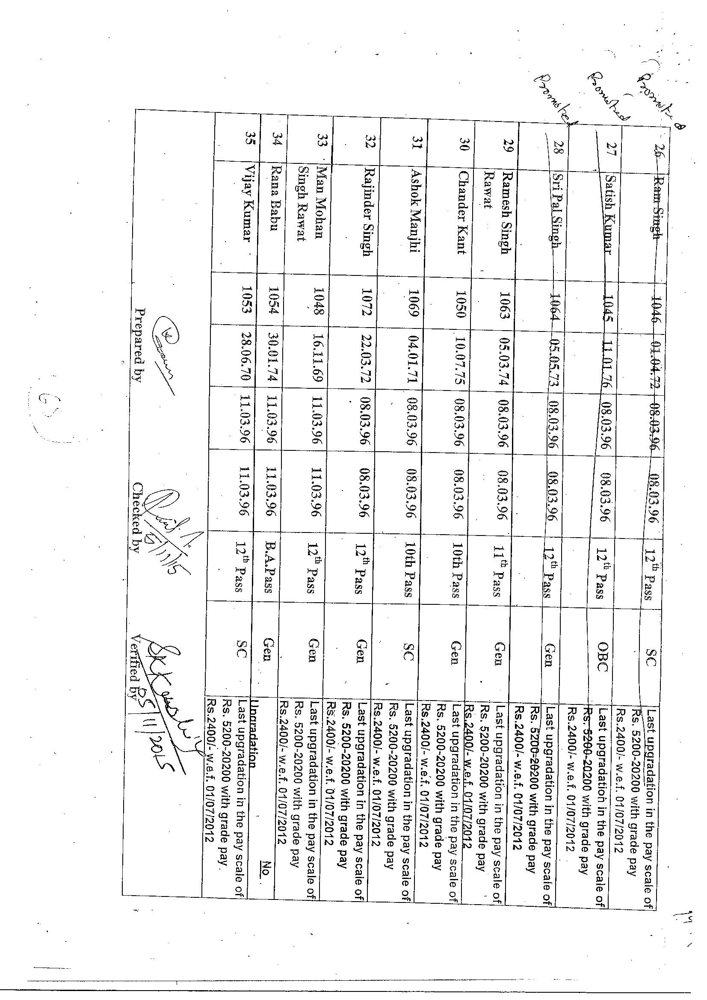 14
Promoted
26 Ram Singh 1046 01.04.72 08.03.96 08.03.96 12th Pass SC Last upgradation in the pay scale of
Rs. 5200-20200 with grade pay
Rs.2400/- w.e.f. 01/07/2012
Promoted
27 Satish Kumar 1045 11.01.76 08.03.96 08.03.96 12th Pass OBC Last upgradation in the pay scale of
Rs. 5200-20200 with grade pay
Rs.2400/- w.e.f. 01/07/2012
Promoted
28 Sri Pal Singh 1064 05.05.73 08.03.96 08.03.96 12th Pass Gen Last upgradation in the pay scale of
Rs. 5200-20200 with grade pay
Rs.2400/- w.e.f. 01/07/2012
29 Ramesh Singh 1063 05.03.74 08.03.96 08.03.96 11th Pass Gen Last upgradation in the pay scale of
Rawat Rs. 5200-20200 with grade pay
Rs.2400/- w.e.f. 01/07/2012
30 Chander Kant 1050 10.07.75 08.03.96 08.03.96 10th Pass Gen Last upgradation in the pay scale of
Rs. 5200-20200 with grade pay
Rs.2400/- w.e.f. 01/07/2012
31 Ashok Manjhi 1069 04.01.71 08.03.96 08.03.96 10th Pass SC Last upgradation in the pay scale of
Rs. 5200-20200 with grade pay
Rs.2400/- w.e.f. 01/07/2012
32 Rajinder Singh 1072 22.03.72 08.03.96 08.03.96 12th Pass Gen Last upgradation in the pay scale of
Rs. 5200-20200 with grade pay
Rs.2400/- w.e.f. 01/07/2012
33 Man Mohan 1048 16.11.69 11.03.96 11.03.96 12th Pass Gen Last upgradation in the pay scale of
Singh Rawat Rs. 5200-20200 with grade pay
Rs.2400/- w.e.f. 01/07/2012
34 Rana Babu 1054 30.01.74 11.03.96 11.03.96 B.A.Pass Gen No
Upgradation
35 Vijay Kumar 1053 28.06.70 11.03.96 11.03.96 12th Pass SC Last upgradation in the pay scale of
Rs. 5200-20200 with grade pay.
Rs.2400/- w.e.f. 01/07/2012
5/11/15
05/11/2015
Prepared by Checked by Verified by